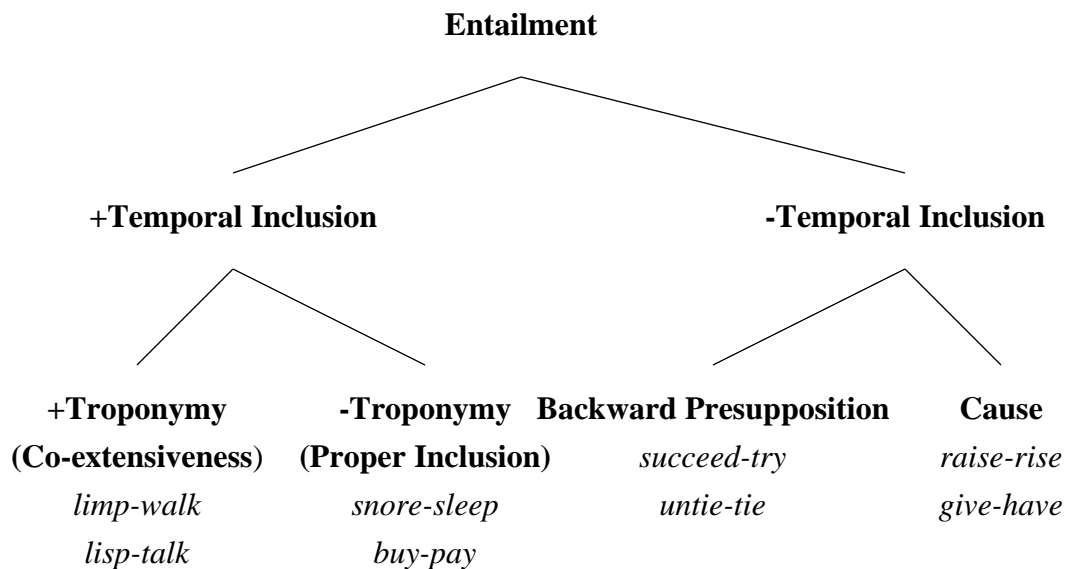 Entailment
+Temporal Inclusion
-Temporal Inclusion
+Troponymy
(Co-extensiveness)
limp-walk
lisp-talk
-Troponymy
(Proper Inclusion)
snore-sleep
buy-pay
Backward Presupposition
succeed-try
untie-tie
Cause
raise-rise
give-have